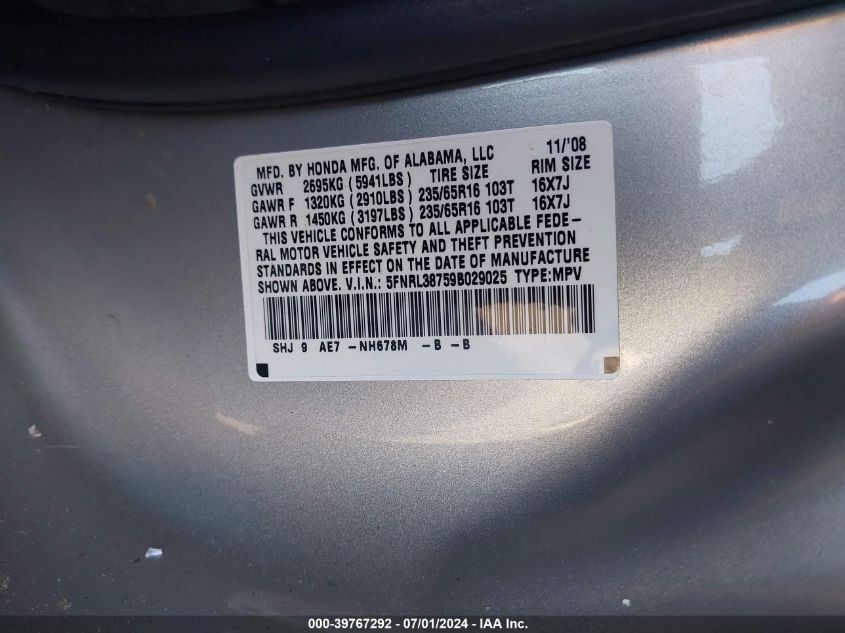 MFD. BY HONDA MFG. OF ALABAMA, LLC 11/'08
GVWR 2695KG (5941LBS) TIRE SIZE RIM SIZE
GAWR F 1320KG (2910LBS) 235/65R16 103T 16X7J
GAWR R 1450KG (3197LBS) 235/65R16 103T 16X7J
THIS VEHICLE CONFORMS TO ALL APPLICABLE FEDE-
RAL MOTOR VEHICLE SAFETY AND THEFT PREVENTION
STANDARDS IN EFFECT ON THE DATE OF MANUFACTURE
SHOWN ABOVE. V.I.N.: 5FNRL38759B029025 TYPE:MPV
SHJ 9 AE7 -NH678M -B -B
000-39767292 - 07/01/2024 - Copyright © 2024 IAA, Inc.